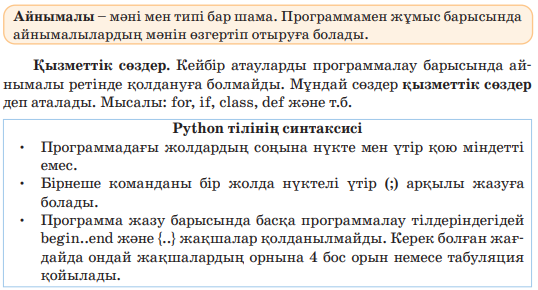 Айнымалы – мәні мен типі бар шама. Программамен жұмыс барысында
айнымалылардың мәнін өзгертіп отыруға болады.
Қызметтік сөздер. Кейбір атауларды программалау барысында ай-
нымалы ретінде қолдануға болмайды. Мұндай сөздер қызметтік сөздер
деп аталады. Мысалы: for, if, class, def және т.б.
Python тілінің синтаксисі
• Программадағы жолдардың соңына нүкте мен үтір қою міндетті
емес.
• Бірнеше команданы бір жолда нүктелі үтір (;) арқылы жазуға
болады.
• Программа жазу барысында басқа программалау тілдеріндегідей
begin..end және {..} жақшалар қолданылмайды. Керек болған жағ-
дайда ондай жақшалардың орнына 4 бос орын немесе табуляция
қойылады.